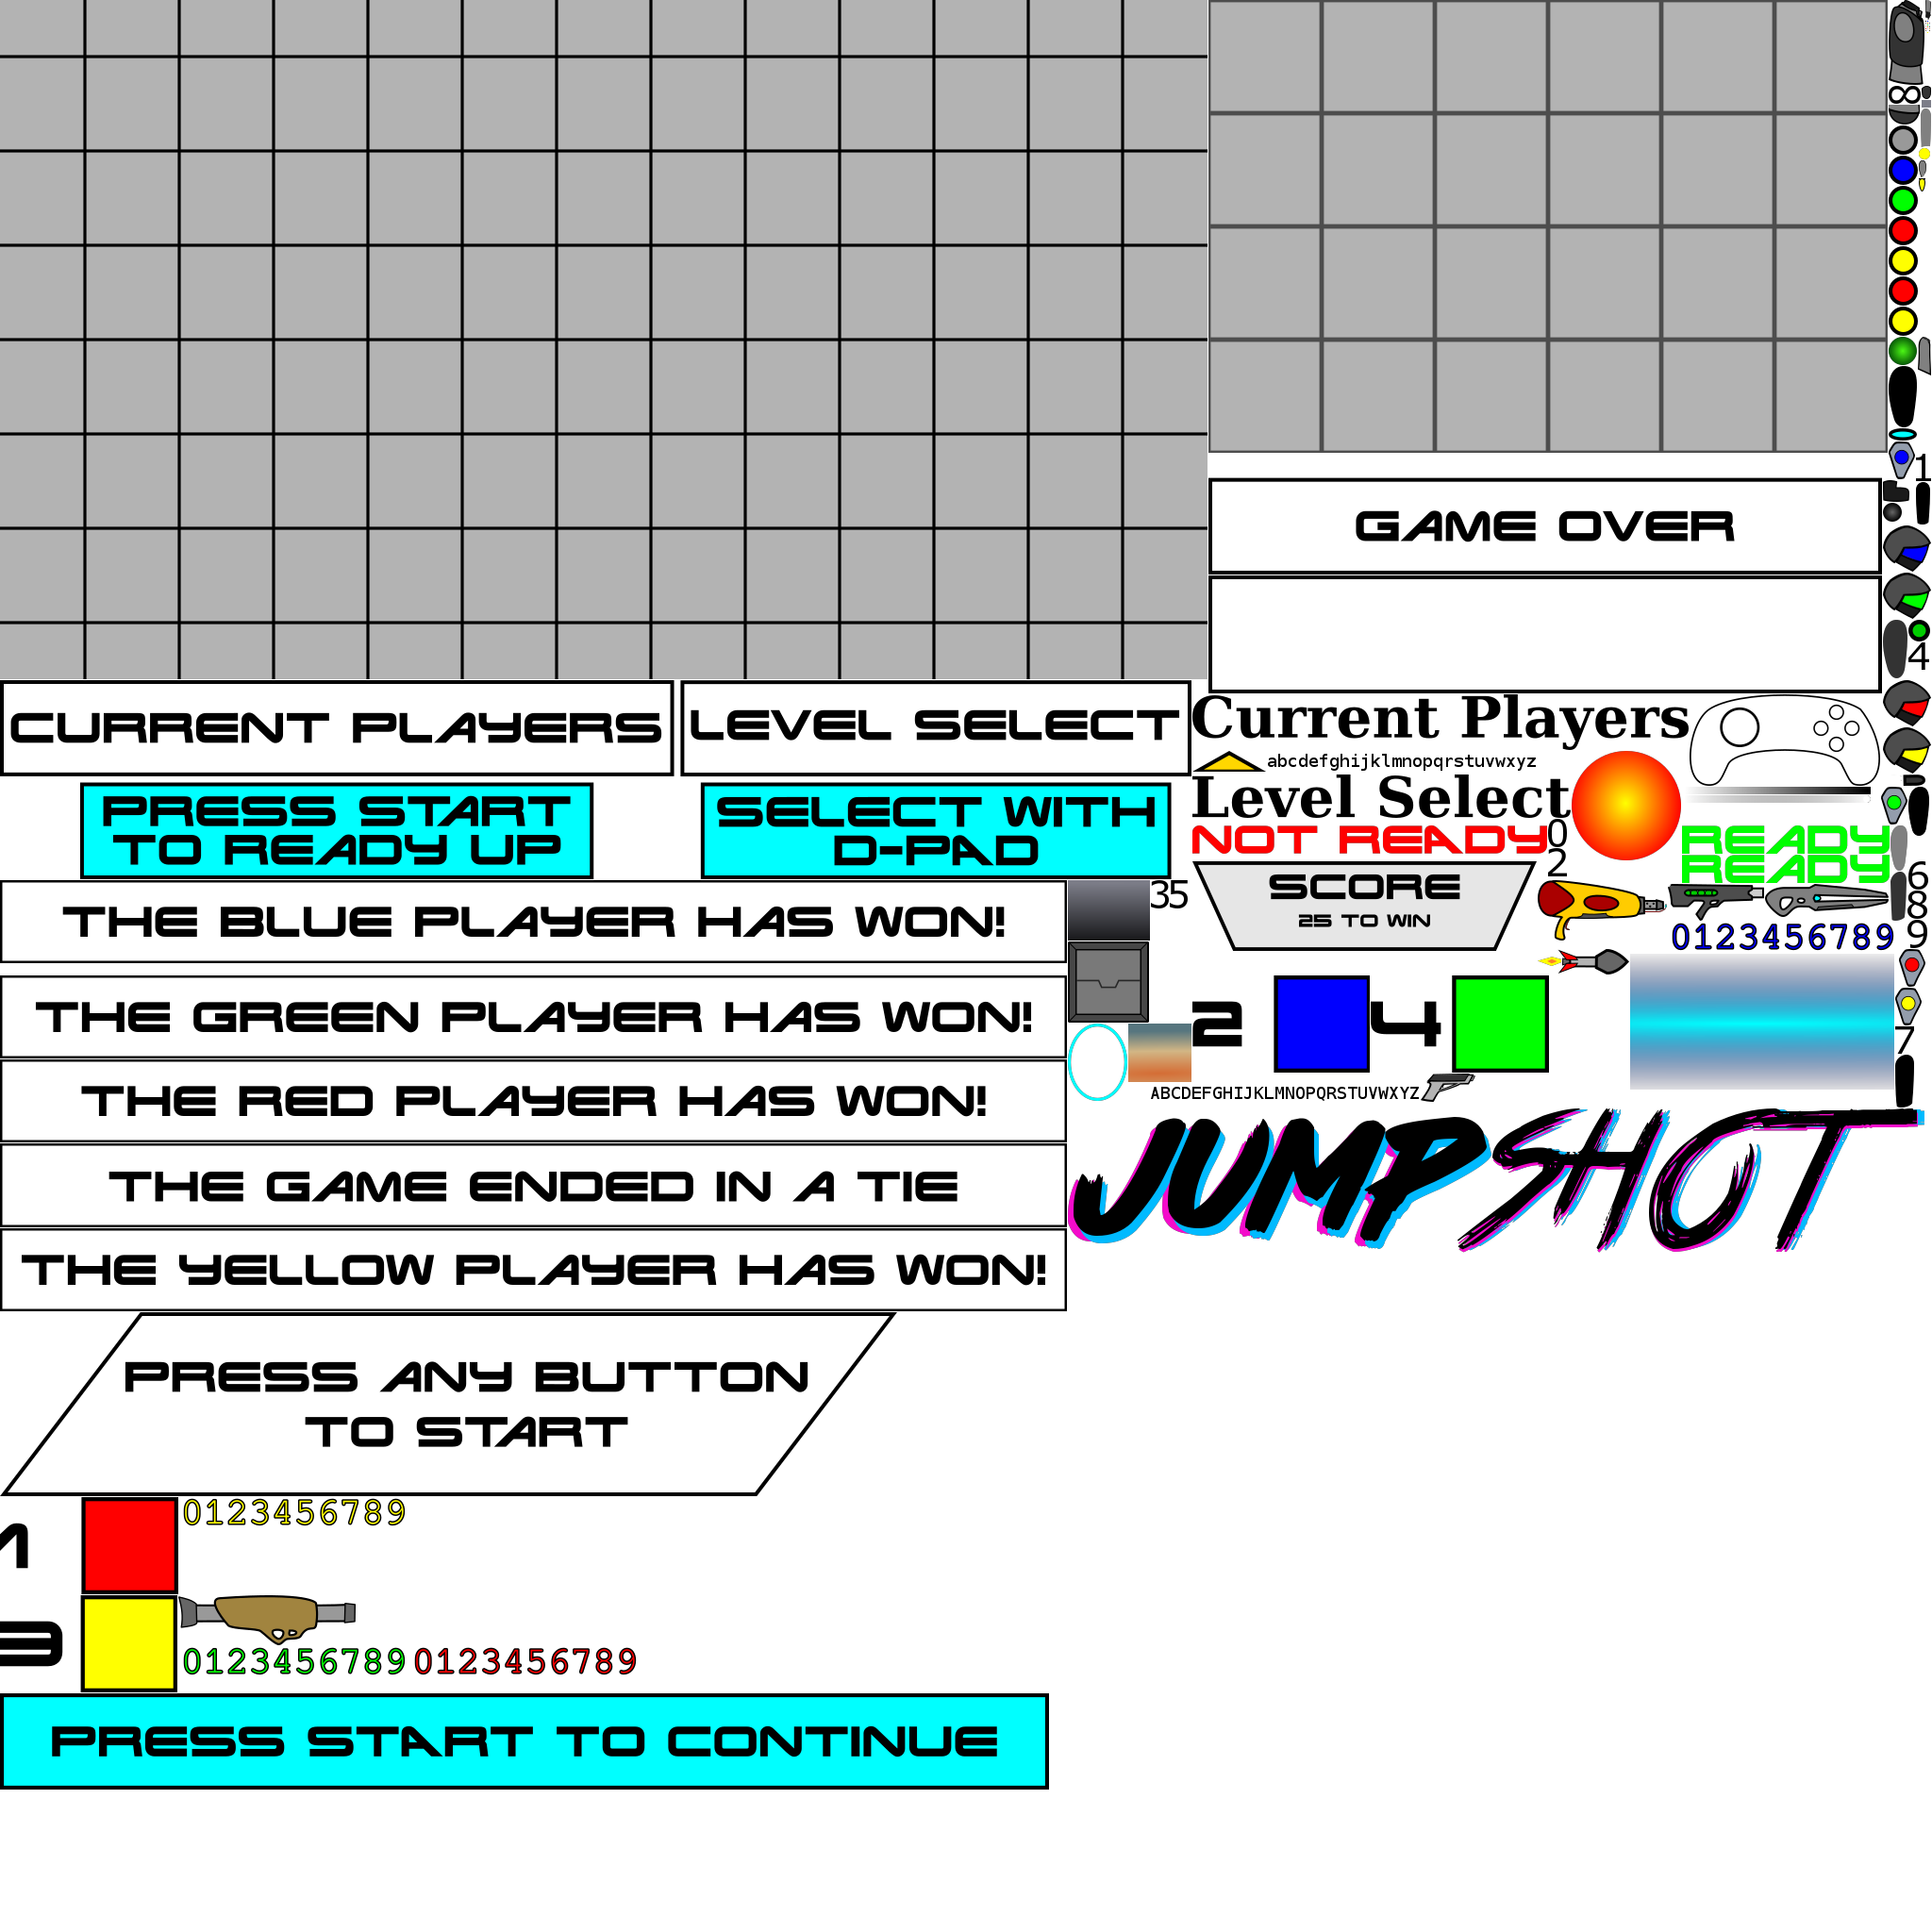 GAME OVER
CURRENT PLAYERS
LEVEL SELECT
Current Players
abcdefghijklmnopqrstuvwxyz
Level Select
PRESS START
TO READY UP
SELECT WITH
D-PAD
NOT READY
READY
READY
0
2
1
4
6
8
9
7
35
SCORE
25 TO WIN
0123456789
THE BLUE PLAYER HAS WON!
THE GREEN PLAYER HAS WON!
2
4
ABCDEFGHIJKLMNOPQRSTUVWXYZ
THE RED PLAYER HAS WON!
JUMPSHOT
THE GAME ENDED IN A TIE
THE YELLOW PLAYER HAS WON!
PRESS ANY BUTTON
TO START
0123456789
1
3
0123456789 0123456789
PRESS START TO CONTINUE